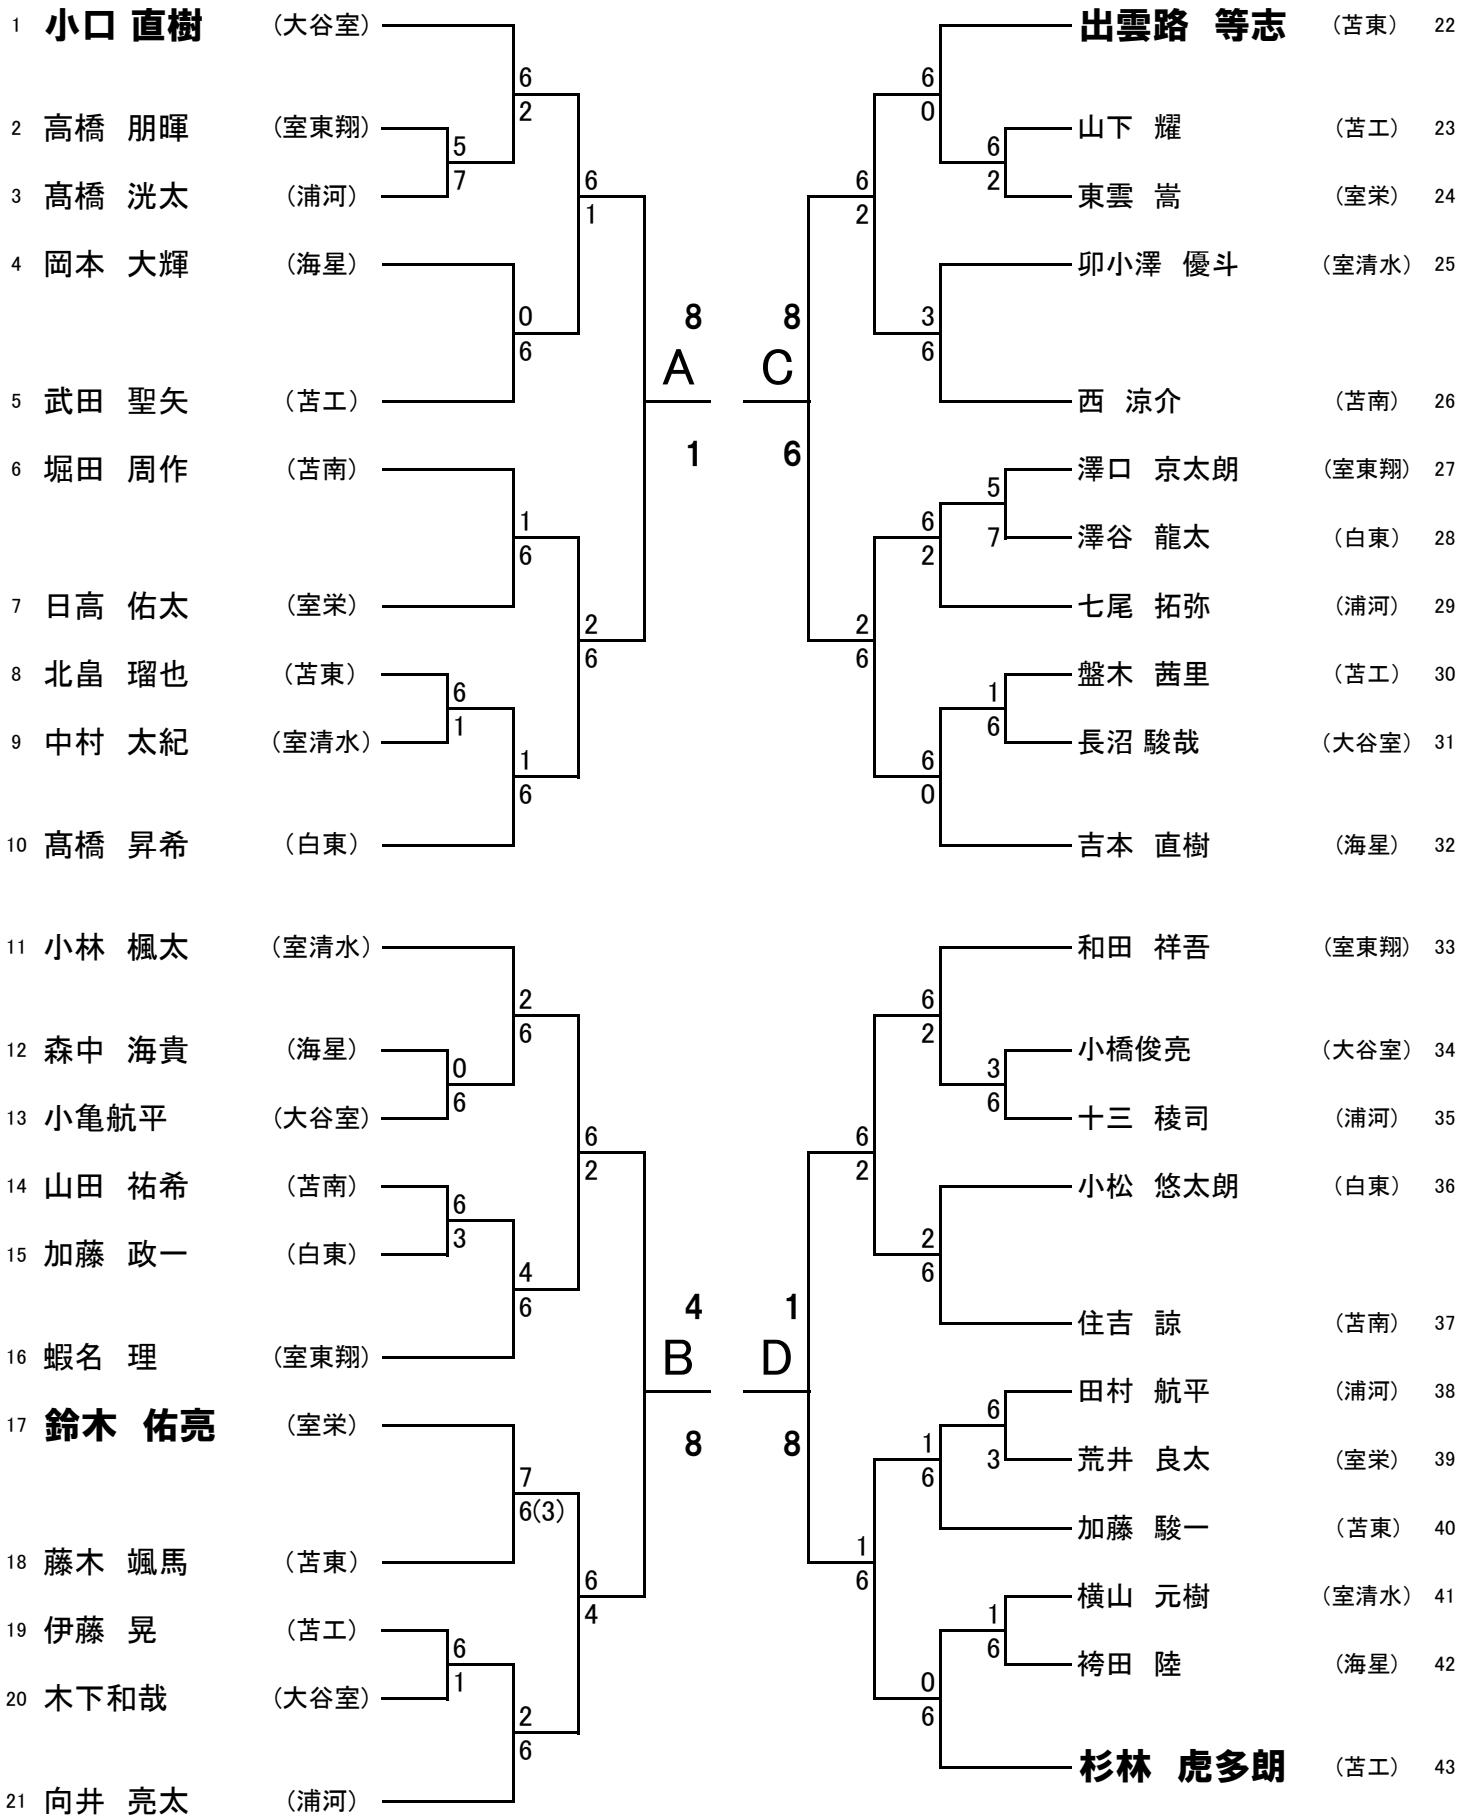 1 小口 直樹 （大谷室）
6
2
2 高橋 朋暉 （室東翔）
5
7
3 髙橋 洸太 （浦河）
6
1
4 岡本 大輝 （海星）
0
6
8
A
5 武田 聖矢 （苫工）
1
6 堀田 周作 （苫南）
1
6
7 日高 佑太 （室栄）
2
6
8 北畠 瑠也 （苫東）
6
1
9 中村 太紀 （室清水）
1
6
10 髙橋 昇希 （白東）
11 小林 楓太 （室清水）
2
6
12 森中 海貴 （海星）
0
6
13 小亀航平 （大谷室）
6
2
14 山田 祐希 （苫南）
6
3
15 加藤 政一 （白東）
4
6
16 蝦名 理 （室東翔）
4
B
8
17 鈴木 佑亮 （室栄）
7
6(3)
18 藤木 颯馬 （苫東）
6
4
19 伊藤 晃 （苫工）
6
1
20 木下和哉 （大谷室）
2
6
21 向井 亮太 （浦河）
出雲路 等志 （苫東） 22
6
0
山下 耀 （苫工） 23
6
2
東雲 嵩 （室栄） 24
6
2
卯小澤 優斗 （室清水） 25
3
6
8
C
西 涼介 （苫南） 26
6
澤口 京太朗 （室東翔） 27
5
7
澤谷 龍太 （白東） 28
6
2
七尾 拓弥 （浦河） 29
2
6
盤木 茜里 （苫工） 30
1
6
長沼 駿哉 （大谷室） 31
6
0
吉本 直樹 （海星） 32
和田 祥吾 （室東翔） 33
6
2
小橋俊亮 （大谷室） 34
3
6
十三 稜司 （浦河） 35
6
2
小松 悠太朗 （白東） 36
2
6
住吉 諒 （苫南） 37
1
D
8
田村 航平 （浦河） 38
6
3
荒井 良太 （室栄） 39
1
6
加藤 駿一 （苫東） 40
1
6
横山 元樹 （室清水） 41
1
6
袴田 陸 （海星） 42
0
6
杉林 虎多朗 （苫工） 43